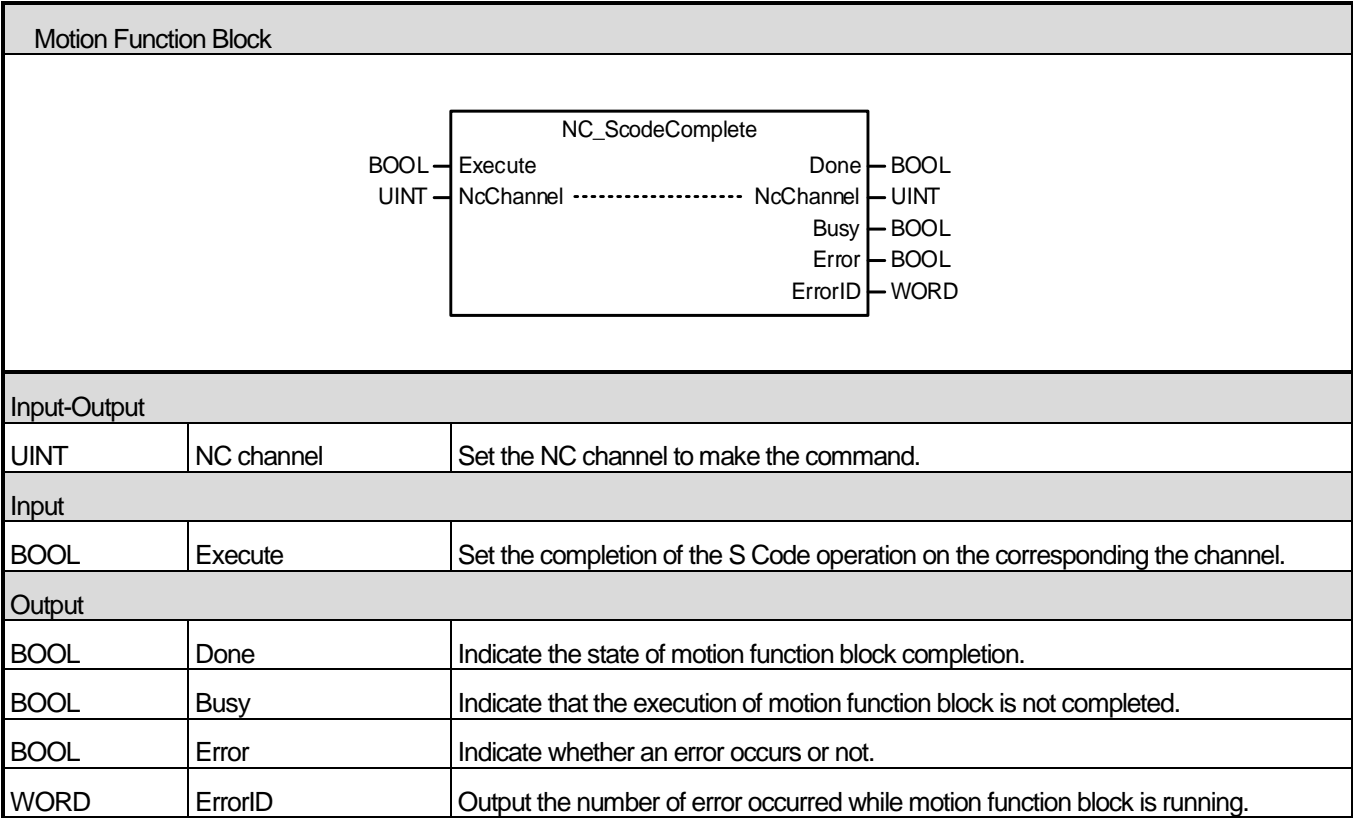 Motion Function Block
NC_ScodeComplete
BOOL Execute Done BOOL
UINT NcChannel NcChannel UINT
Busy BOOL
Error BOOL
ErrorID WORD
Input-Output
UINT NC channel Set the NC channel to make the command.
Input
BOOL Execute Set the completion of the S Code operation on the corresponding the channel.
Output
BOOL Done Indicate the state of motion function block completion.
BOOL Busy Indicate that the execution of motion function block is not completed.
BOOL Error Indicate whether an error occurs or not.
WORD ErrorID Output the number of error occurred while motion function block is running.